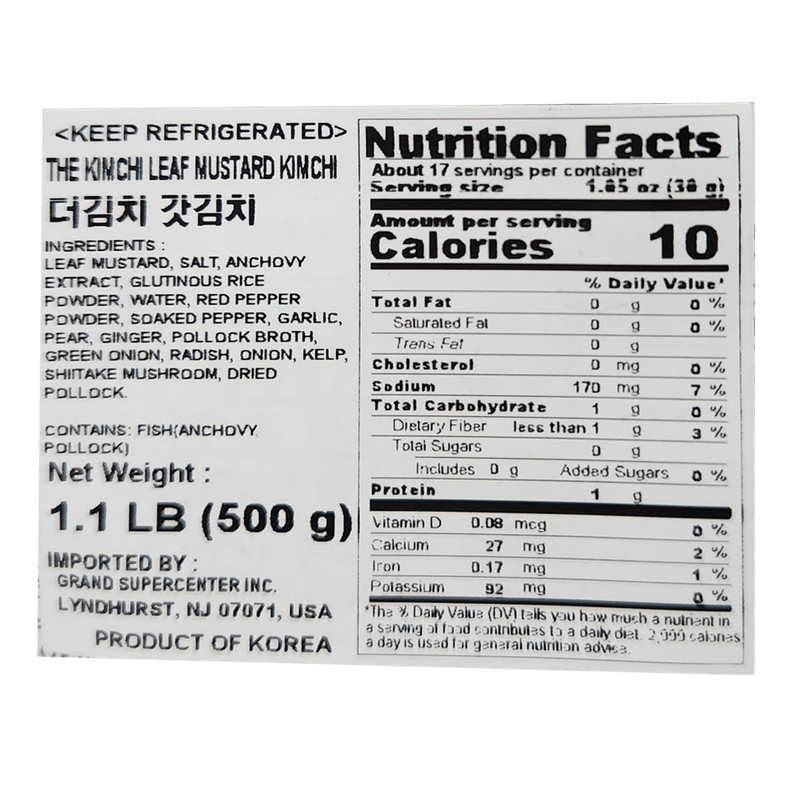 <KEEP REFRIGERATED>
THE KIMCHI LEAF MUSTARD KIMCHI
더김치 갓김치
INGREDIENTS :
LEAF MUSTARD, SALT, ANCHOVY
EXTRACT, GLUTINOUS RICE
POWDER, WATER, RED PEPPER
POWDER, SOAKED PEPPER, GARLIC,
PEAR, GINGER, POLLOCK BROTH,
GREEN ONION, RADISH, ONION, KELP,
SHIITAKE MUSHROOM, DRIED
POLLOCK.
CONTAINS: FISH(ANCHOVY,
POLLOCK)
Net Weight :
1.1 LB (500 g)
IMPORTED BY :
GRAND SUPERCENTER INC.
LYNDHURST, NJ 07071, USA
PRODUCT OF KOREA
Nutrition Facts
About 17 servings per container
Serving size 1.05 oz (30 g)
Amount per serving
Calories 10
% Daily Value*
Total Fat 0 g 0 %
Saturated Fat 0 g 0 %
Trans Fat 0 g
Cholesterol 0 mg 0 %
Sodium 170 mg 7 %
Total Carbohydrate 1 g 0 %
Dietary Fiber less than 1 g 3 %
Total Sugars 0 g
Includes 0 g Added Sugars 0 %
Protein 1 g
Vitamin D 0.08 mcg 0 %
Calcium 27 mg 2 %
Iron 0.17 mg 1 %
Potassium 92 mg 0 %
*The % Daily Value (DV) tells you how much a nutrient in
a serving of food contributes to a daily diet. 2,000 calories
a day is used for general nutrition advice.